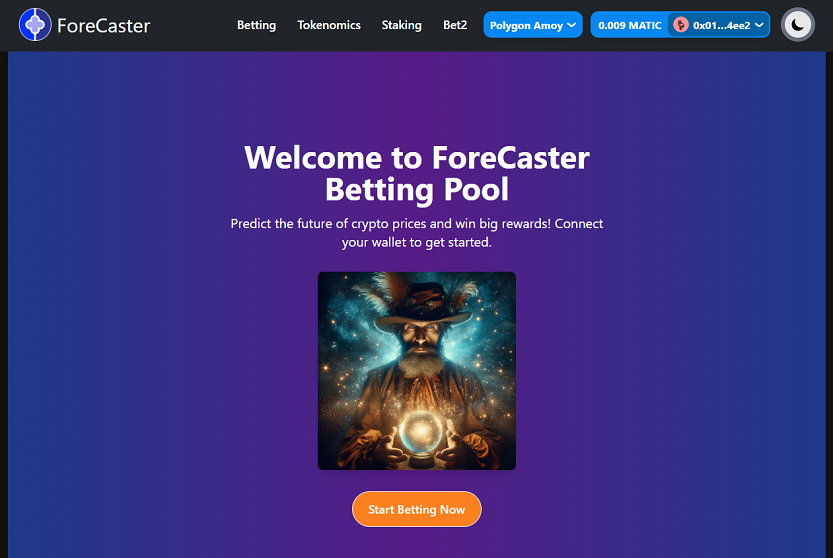 ForeCaster
Betting
Tokenomics
Staking
Bet2
Polygon Amoy
0.009 MATIC
0x01...4ee2
Welcome to ForeCaster
Betting Pool
Predict the future of crypto prices and win big rewards! Connect
your wallet to get started.
Start Betting Now